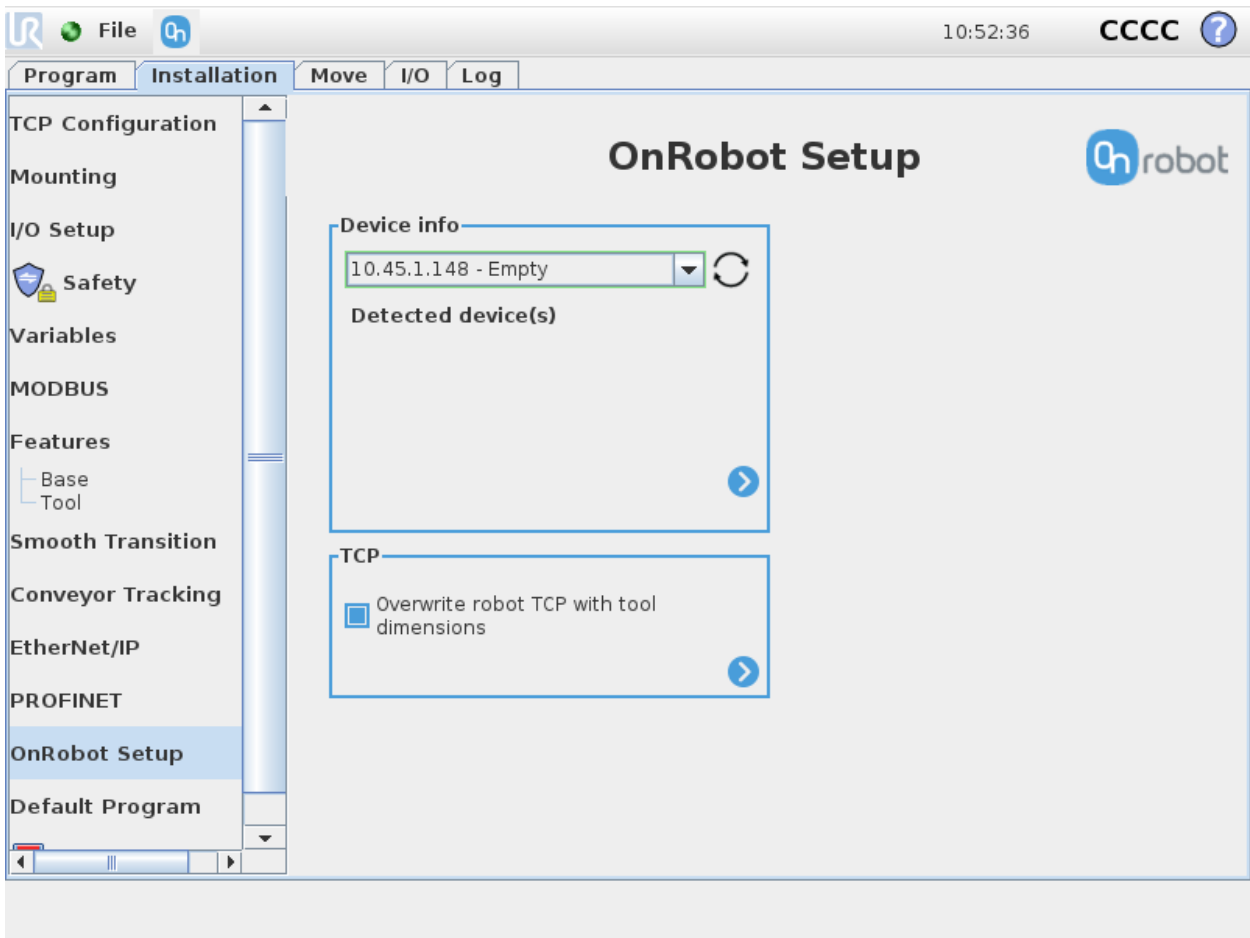 File
10:52:36
CCCC
?
Program
Installation
Move
I/O
Log
TCP Configuration
Mounting
I/O Setup
Safety
Variables
MODBUS
Features
Base
Tool
Smooth Transition
Conveyor Tracking
EtherNet/IP
PROFINET
OnRobot Setup
Default Program
OnRobot Setup
On robot
Device info
10.45.1.148 - Empty
Detected device(s)
TCP
Overwrite robot TCP with tool
dimensions